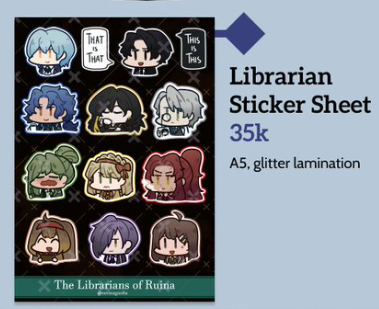 THAT
IS
THAT
THIS
IS
THIS
Librarian
Sticker Sheet
35k
A5, glitter lamination
The Librarians of Ruina